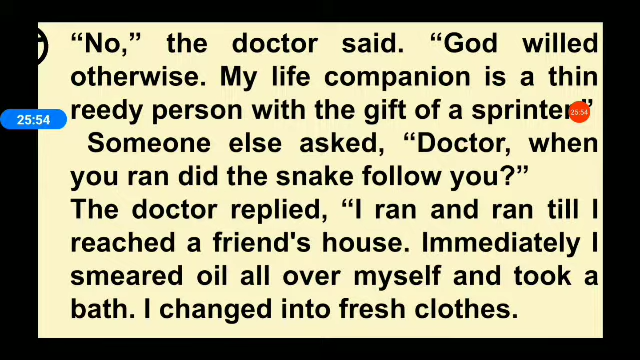 “No,” the doctor said. “God willed
otherwise. My life companion is a thin
reedy person with the gift of a sprinter.”
25:54
25:54
Someone else asked, “Doctor, when
you ran did the snake follow you?”
The doctor replied, “I ran and ran till I
reached a friend's house. Immediately I
smeared oil all over myself and took a
bath. I changed into fresh clothes.